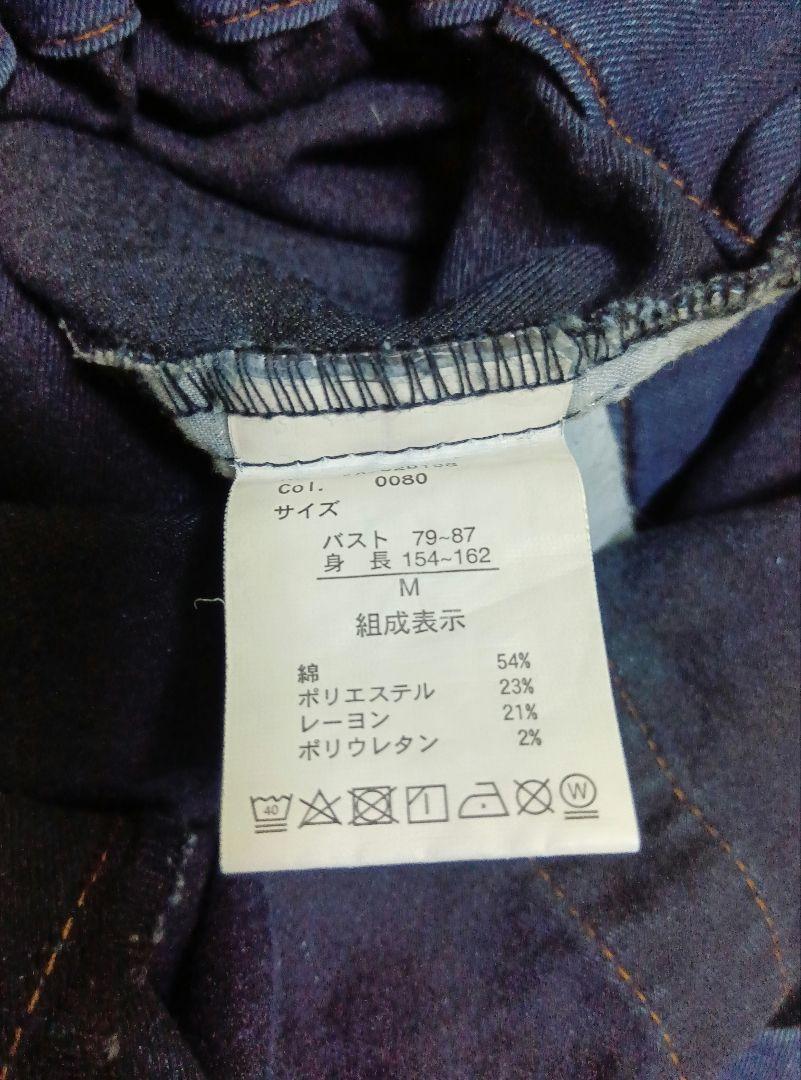 Col. 0080
サイズ
バスト 79~87
身 長 154~162
M
組成表示
綿 54%
ポリエステル 23%
レーヨン 21%
ポリウレタン 2%
40 W